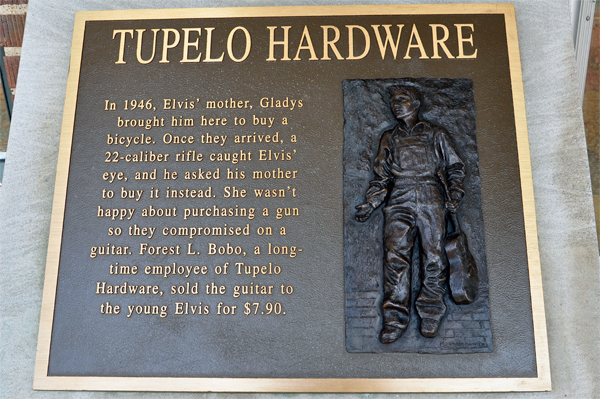 TUPELO HARDWARE
In 1946, Elvis' mother, Gladys
brought him here to buy a
bicycle. Once they arrived, a
22-caliber rifle caught Elvis'
eye, and he asked his mother
to buy it instead. She wasn't
happy about purchasing a gun
so they compromised on a
guitar. Forest L. Bobo, a long-
time employee of Tupelo
Hardware, sold the guitar to
the young Elvis for $7.90.